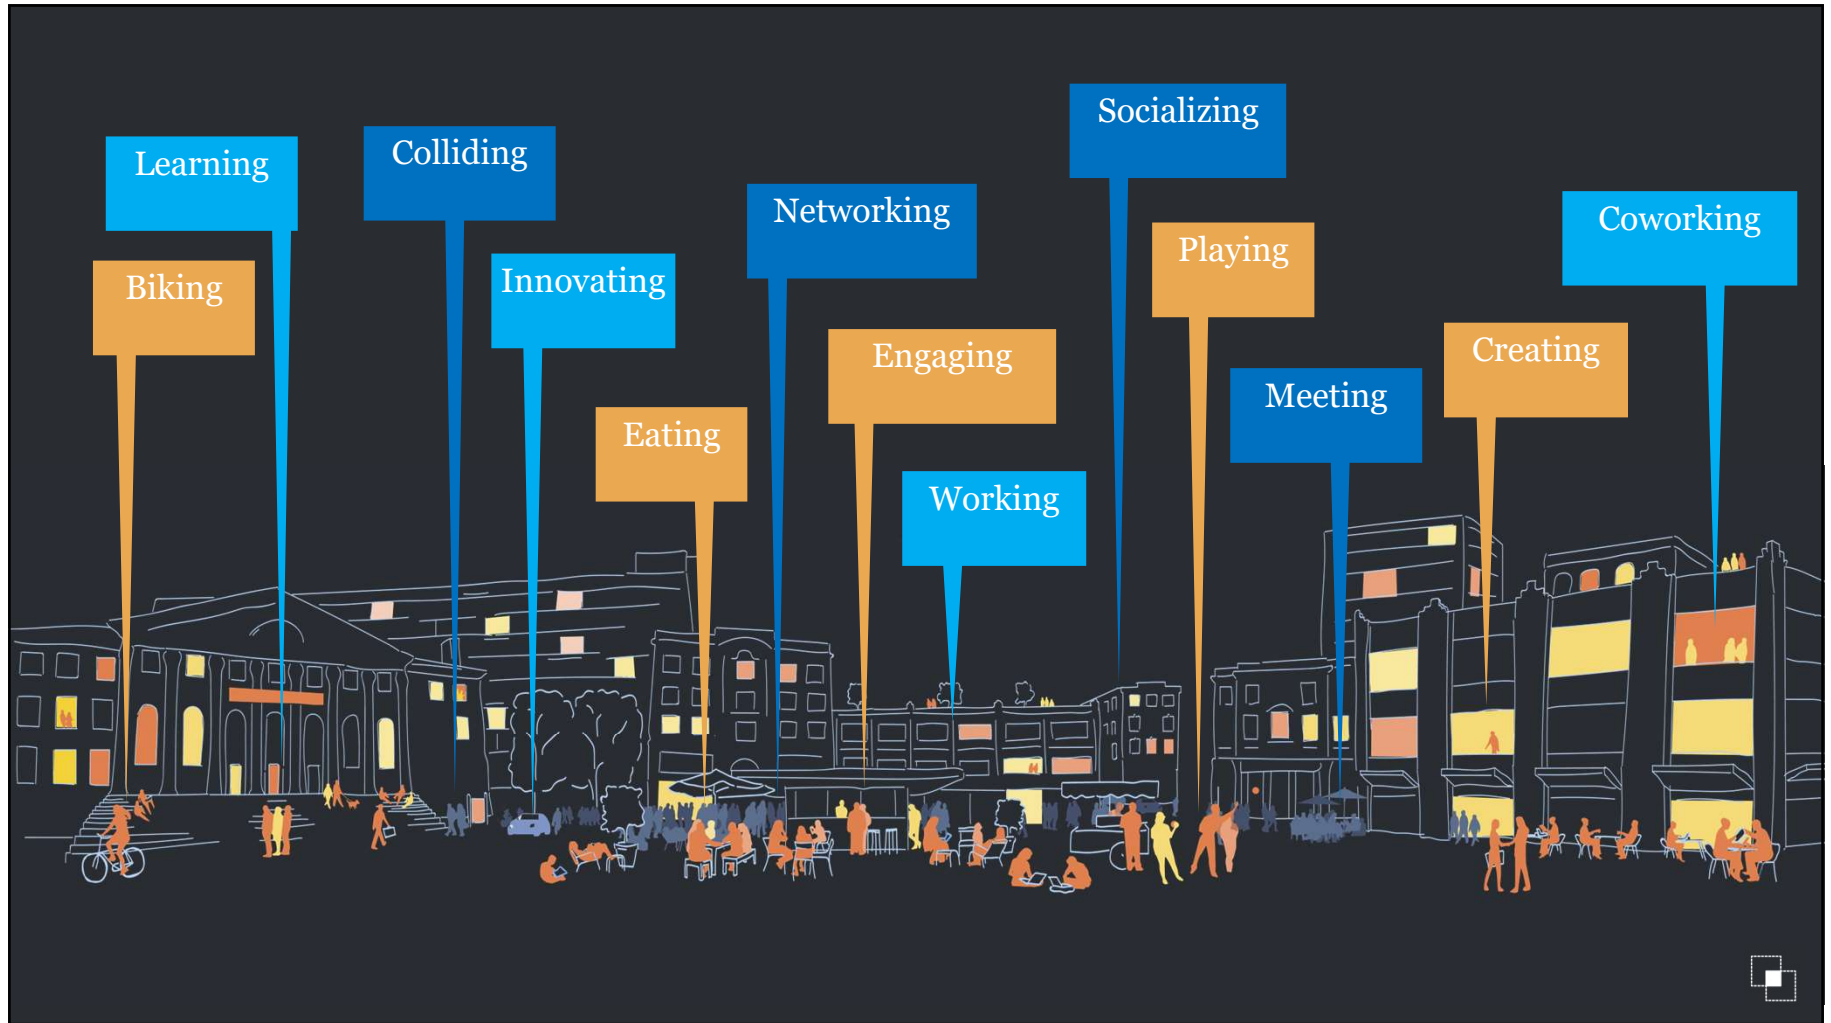 Socializing
Learning
Colliding
Networking
Coworking
Playing
Biking
Innovating
Engaging
Creating
Meeting
Eating
Working